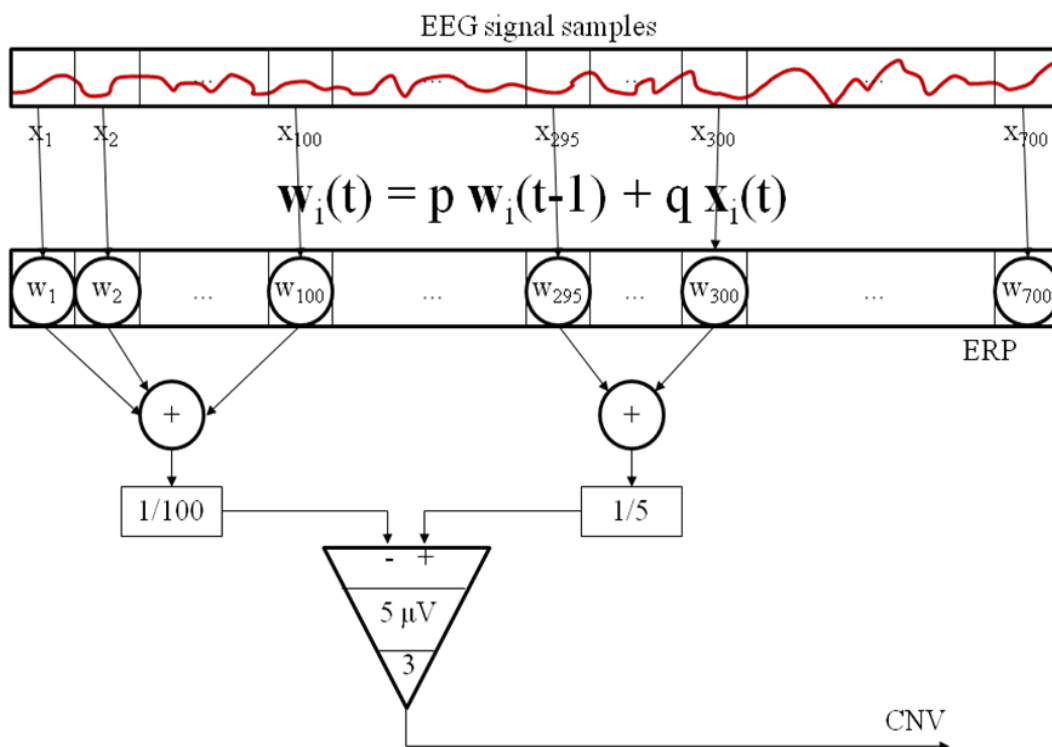 EEG signal samples
... ... ... ...
x₁ x₂ x₁₀₀ x₂₉₅ x₃₀₀ x₇₀₀
wᵢ(t) = p wᵢ(t-1) + q xᵢ(t)
w₁ w₂ ... w₁₀₀ ... w₂₉₅ ... w₃₀₀ ... w₇₀₀
ERP
+ +
1/100 1/5
- +
5 μV
3
CNV